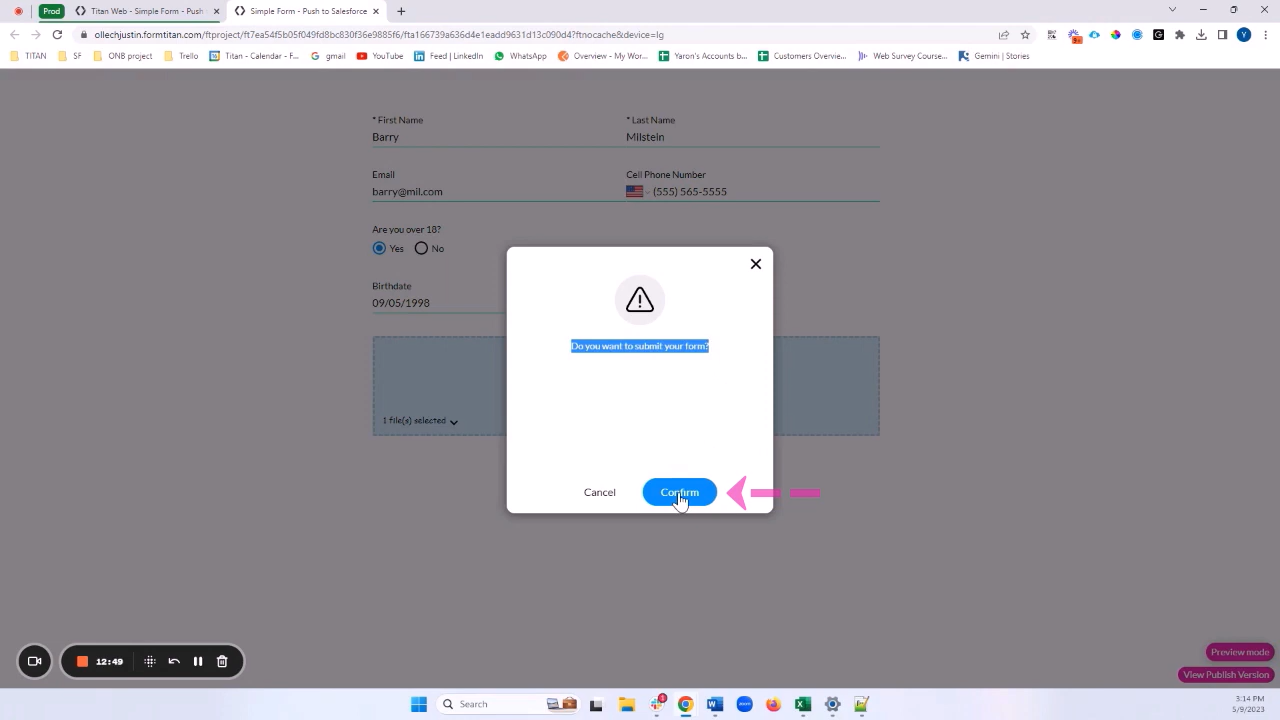 Prod
Titan Web - Simple Form - Push
Simple Form - Push to Salesforce
ollechjustin.formtitan.com/ftproject/ft7ea54f5b05f049fd8bc830f36e9885f6/fta166739a636d4e1eadd9631d13c090d4?ftnocache&device=lg
TITAN
SF
ONB project
Trello
Titan - Calendar - F...
gmail
YouTube
Feed | LinkedIn
WhatsApp
Overview - My Wor...
Yaron's Accounts b...
Customers Overvie...
Web Survey Course...
Gemini | Stories
* First Name
* Last Name
Barry
Milstein
Email
Cell Phone Number
barry@mil.com
(555) 565-5555
Are you over 18?
Yes
No
Birthdate
09/05/1998
Do you want to submit your form?
1 file(s) selected
Cancel
Confirm
Preview mode
View Publish Version
12:49
Search
3:14 PM
5/9/2023